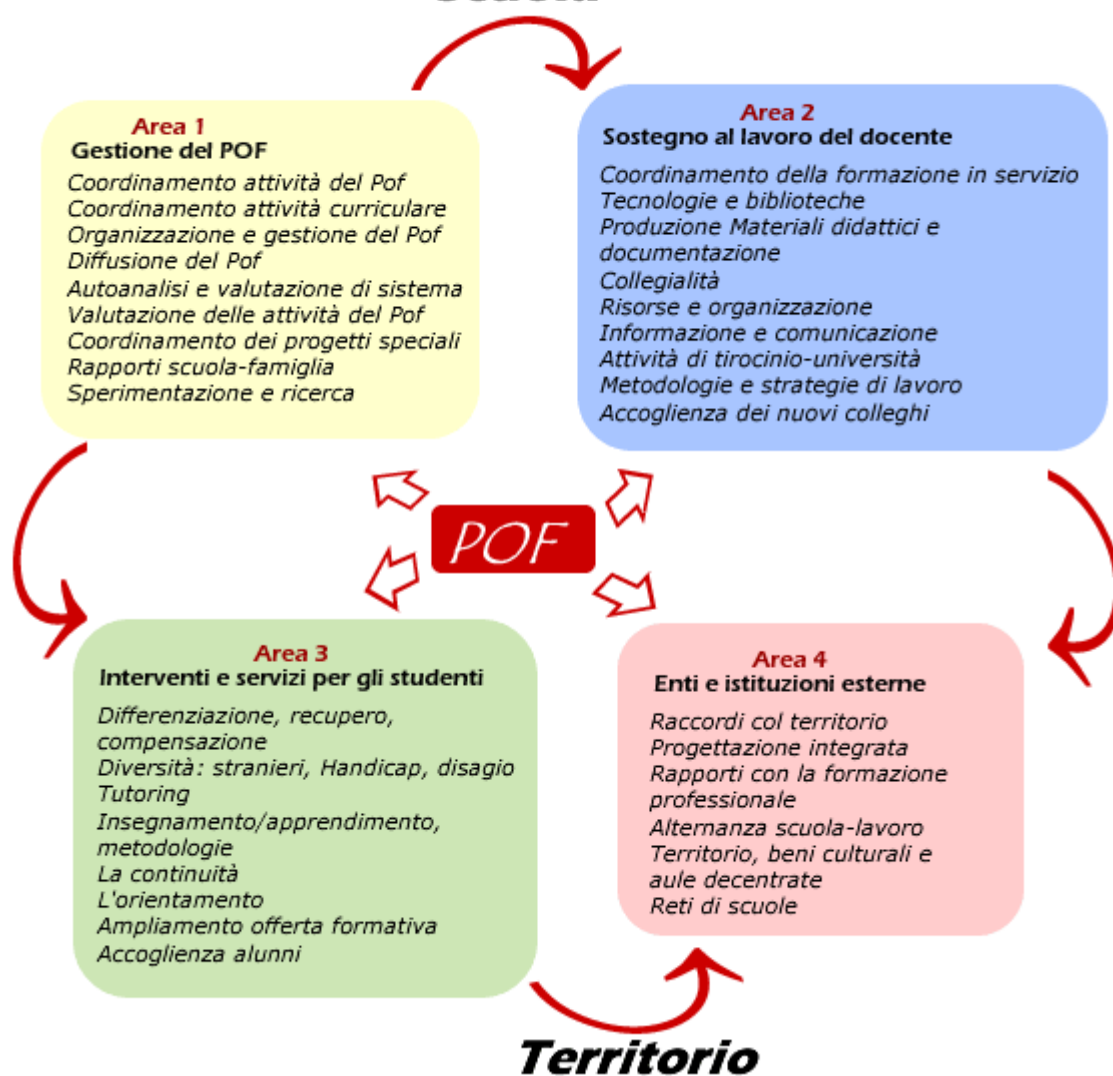 Area 1
Gestione del POF
Coordinamento attività del Pof
Coordinamento attività curriculare
Organizzazione e gestione del Pof
Diffusione del Pof
Autoanalisi e valutazione di sistema
Valutazione delle attività del Pof
Coordinamento dei progetti speciali
Rapporti scuola-famiglia
Sperimentazione e ricerca
Area 2
Sostegno al lavoro del docente
Coordinamento della formazione in servizio
Tecnologie e biblioteche
Produzione Materiali didattici e
documentazione
Collegialità
Risorse e organizzazione
Informazione e comunicazione
Attività di tirocinio-università
Metodologie e strategie di lavoro
Accoglienza dei nuovi colleghi
POF
Area 3
Interventi e servizi per gli studenti
Differenziazione, recupero,
compensazione
Diversità: stranieri, Handicap, disagio
Tutoring
Insegnamento/apprendimento,
metodologie
La continuità
L'orientamento
Ampliamento offerta formativa
Accoglienza alunni
Area 4
Enti e istituzioni esterne
Raccordi col territorio
Progettazione integrata
Rapporti con la formazione
professionale
Alternanza scuola-lavoro
Territorio, beni culturali e
aule decentrate
Reti di scuole
Territorio